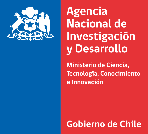 Agencia
Nacional de
Investigación
y Desarrollo
Ministerio de Ciencia,
Tecnología, Conocimiento
e Innovación
Gobierno de Chile